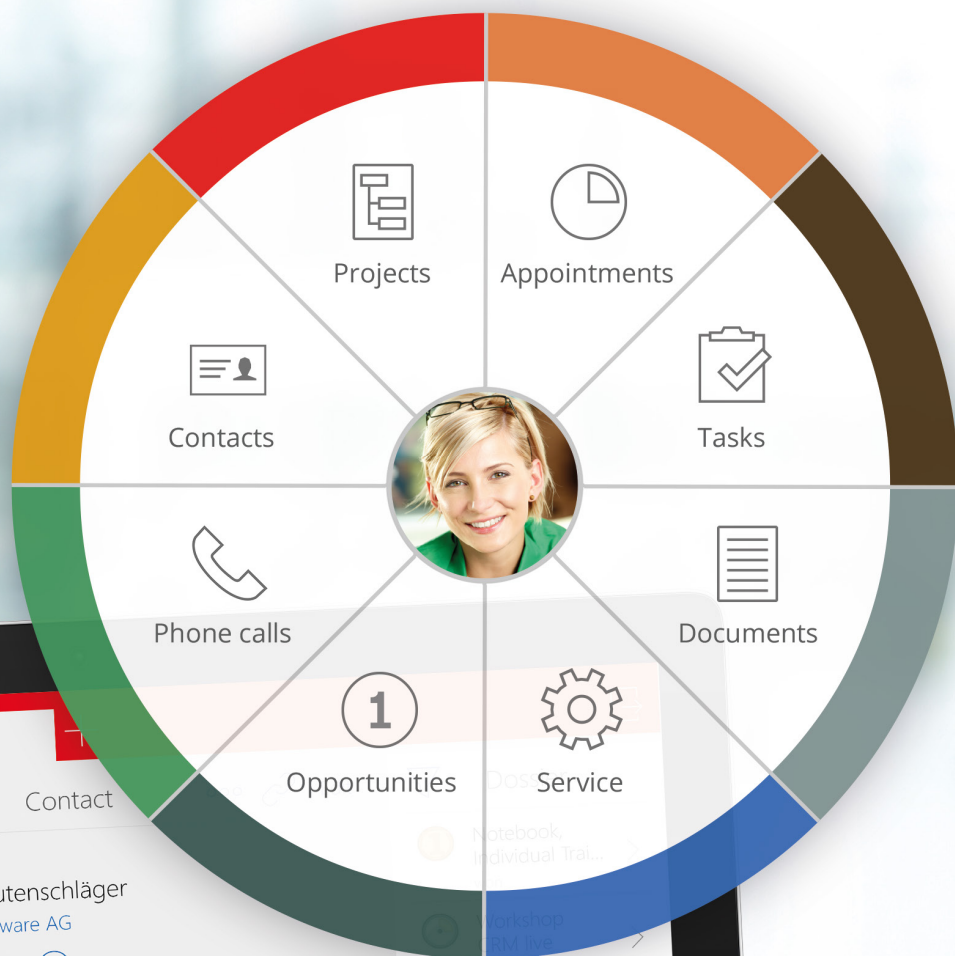 Projects
Appointments
Contacts
Tasks
Phone calls
Documents
1
Opportunities
Service
Contact
Notebook,
Individual Trai...
utenschläger
ware AG
Workshop
CRM live